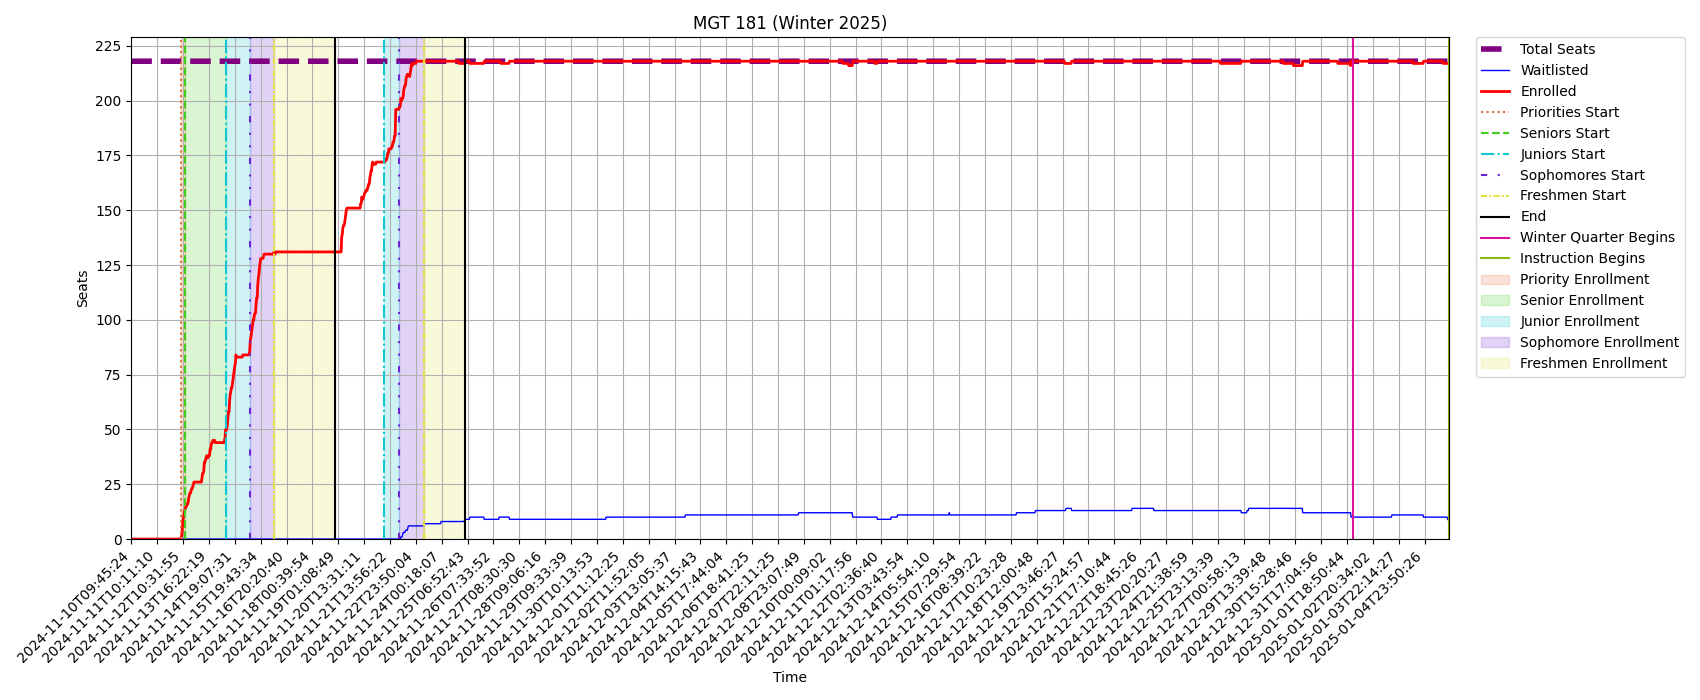 MGT 181 (Winter 2025)
Seats
225
200
175
150
125
100
75
50
25
0
2024-11-10T09:45:24
2024-11-11T10:11:10
2024-11-12T10:31:55
2024-11-13T16:22:19
2024-11-14T19:07:31
2024-11-15T19:43:34
2024-11-16T20:20:40
2024-11-18T00:39:54
2024-11-19T01:08:49
2024-11-20T13:31:11
2024-11-21T13:56:22
2024-11-22T23:50:04
2024-11-24T00:18:07
2024-11-25T06:52:43
2024-11-26T07:33:52
2024-11-27T08:30:30
2024-11-28T09:06:16
2024-11-29T09:33:39
2024-11-30T10:13:53
2024-12-01T11:12:25
2024-12-02T11:52:05
2024-12-03T13:05:37
2024-12-04T14:15:43
2024-12-05T17:44:04
2024-12-06T18:41:25
2024-12-07T22:11:25
2024-12-08T23:07:49
2024-12-10T00:09:02
2024-12-11T01:17:56
2024-12-12T02:36:40
2024-12-13T03:43:54
2024-12-14T05:54:10
2024-12-15T07:29:54
2024-12-16T08:39:22
2024-12-17T10:23:28
2024-12-18T12:00:48
2024-12-19T13:46:27
2024-12-20T15:24:57
2024-12-21T17:10:44
2024-12-22T18:45:26
2024-12-23T20:20:27
2024-12-24T21:38:59
2024-12-25T23:13:39
2024-12-27T00:58:13
2024-12-29T13:39:48
2024-12-30T15:28:46
2024-12-31T17:04:56
2025-01-01T18:50:44
2025-01-02T20:34:02
2025-01-03T22:14:27
2025-01-04T23:50:26
Time
Total Seats
Waitlisted
Enrolled
Priorities Start
Seniors Start
Juniors Start
Sophomores Start
Freshmen Start
End
Winter Quarter Begins
Instruction Begins
Priority Enrollment
Senior Enrollment
Junior Enrollment
Sophomore Enrollment
Freshmen Enrollment